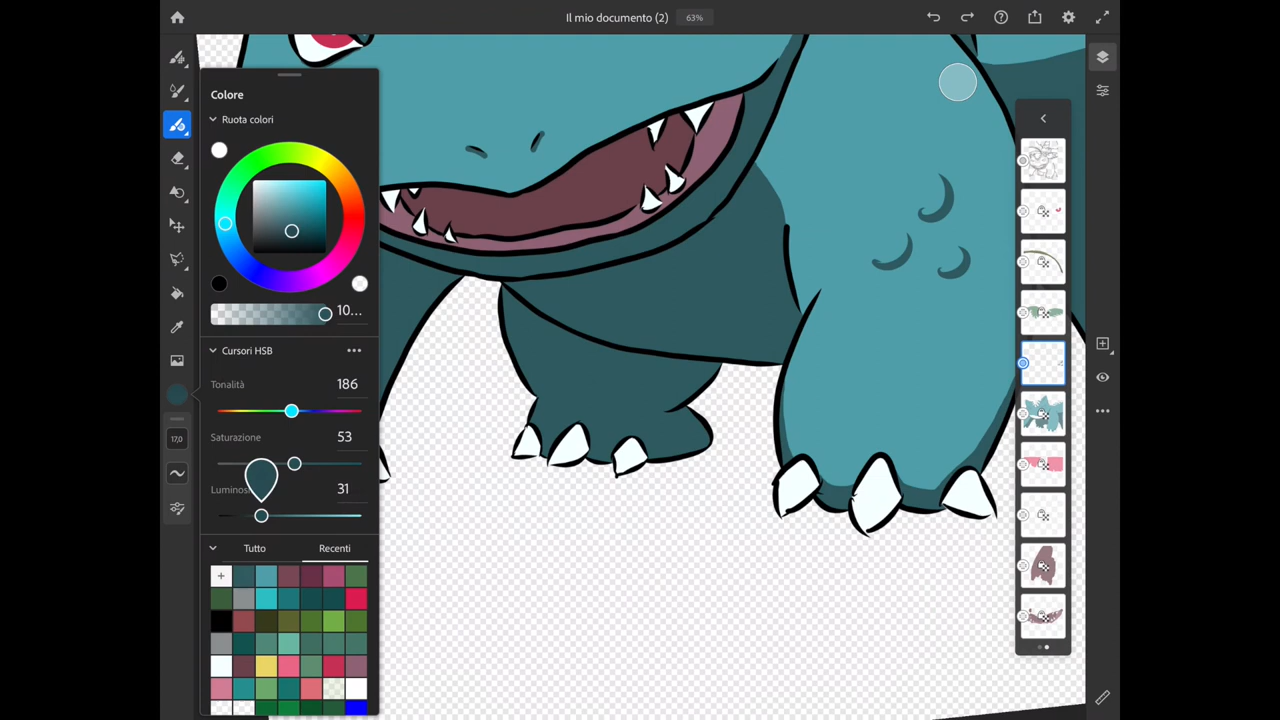 Il mio documento (2)
63%
Colore
Ruota colori
10...
Cursori HSB
Tonalità
186
Saturazione
53
Luminosi
31
17,0
Tutto
Recenti